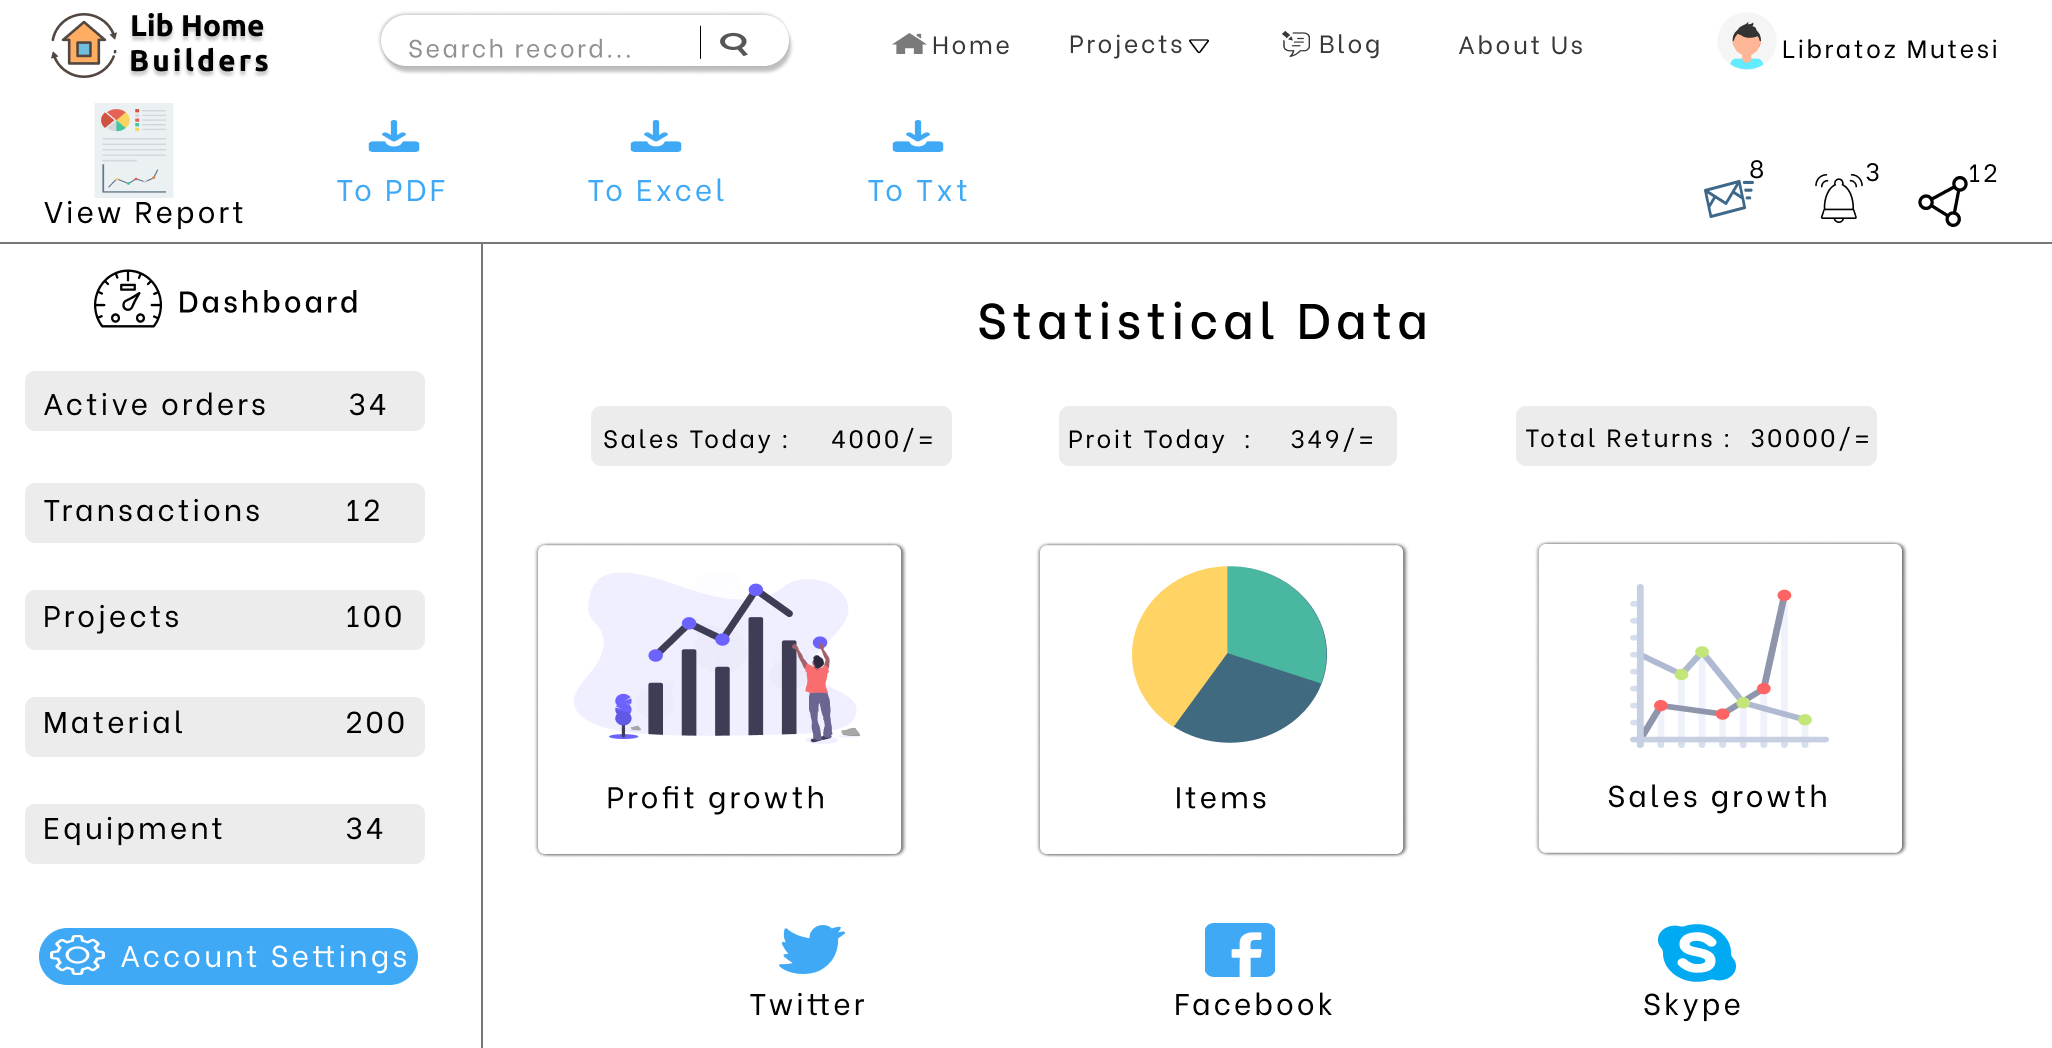 Lib Home
Builders
Search record...
Home
Projects
Blog
About Us
Libratoz Mutesi
View Report
To PDF
To Excel
To Txt
8
3
12
Dashboard
Active orders 34
Transactions 12
Projects 100
Material 200
Equipment 34
Account Settings
Statistical Data
Sales Today : 4000/=
Proit Today : 349/=
Total Returns : 30000/=
Profit growth
Items
Sales growth
Twitter
Facebook
Skype